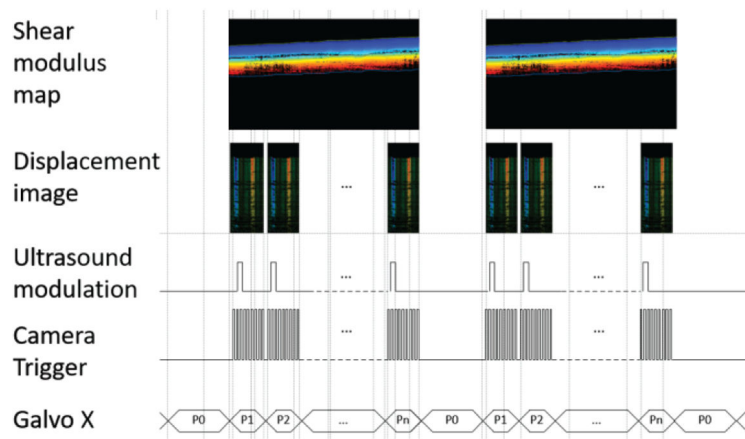 Shear
modulus
map
Displacement
image
...
...
Ultrasound
modulation
...
...
Camera
Trigger
...
...
Galvo X
P0 P1 P2 ... Pn P0 P1 P2 ... Pn P0